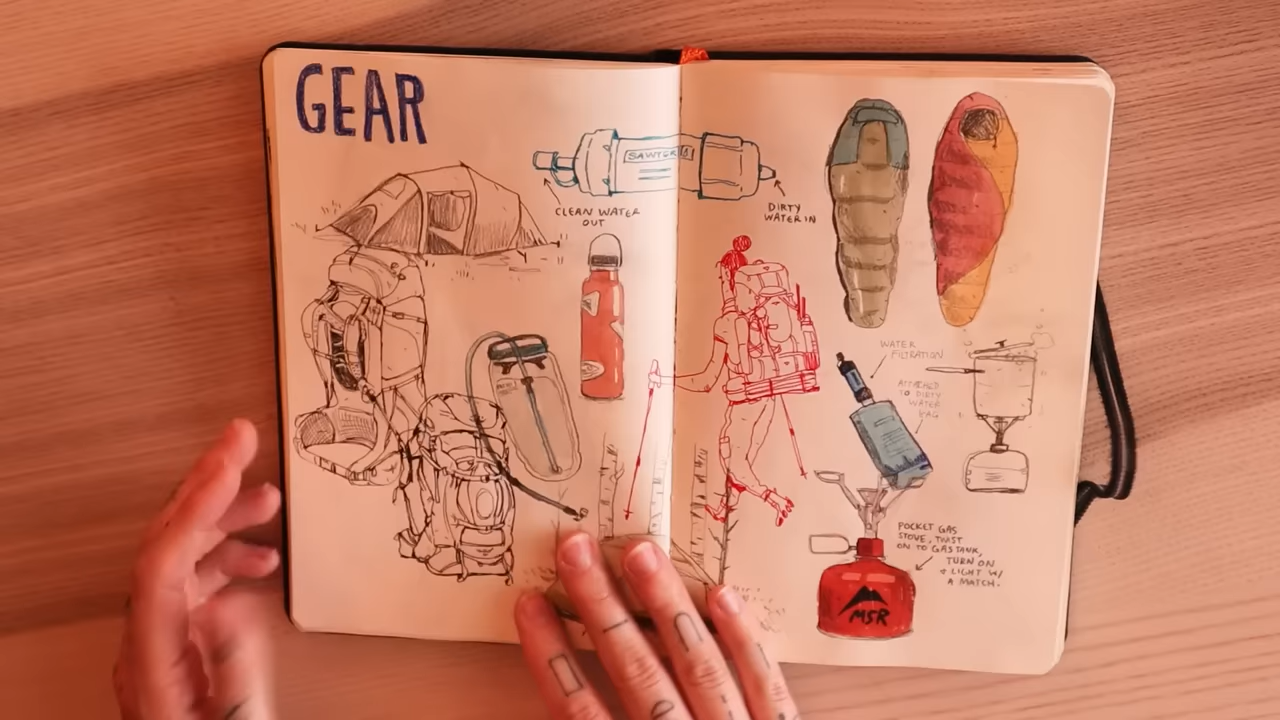 GEAR
SAWYER
CLEAN WATER
OUT
DIRTY
WATER IN
WATER
FILTRATION
ATTACHED
TO DIRTY
WATER
BAG
POCKET GAS
STOVE, TWIST
ON TO GAS TANK,
TURN ON
& LIGHT W/
A MATCH.
MSR